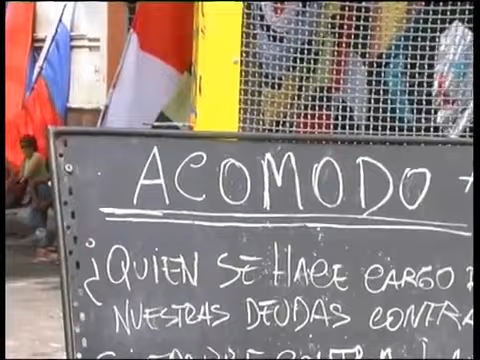 ACOMODO
¿QUIEN SE HACE CARGO
NUESTRAS DEUDAS CONTRA